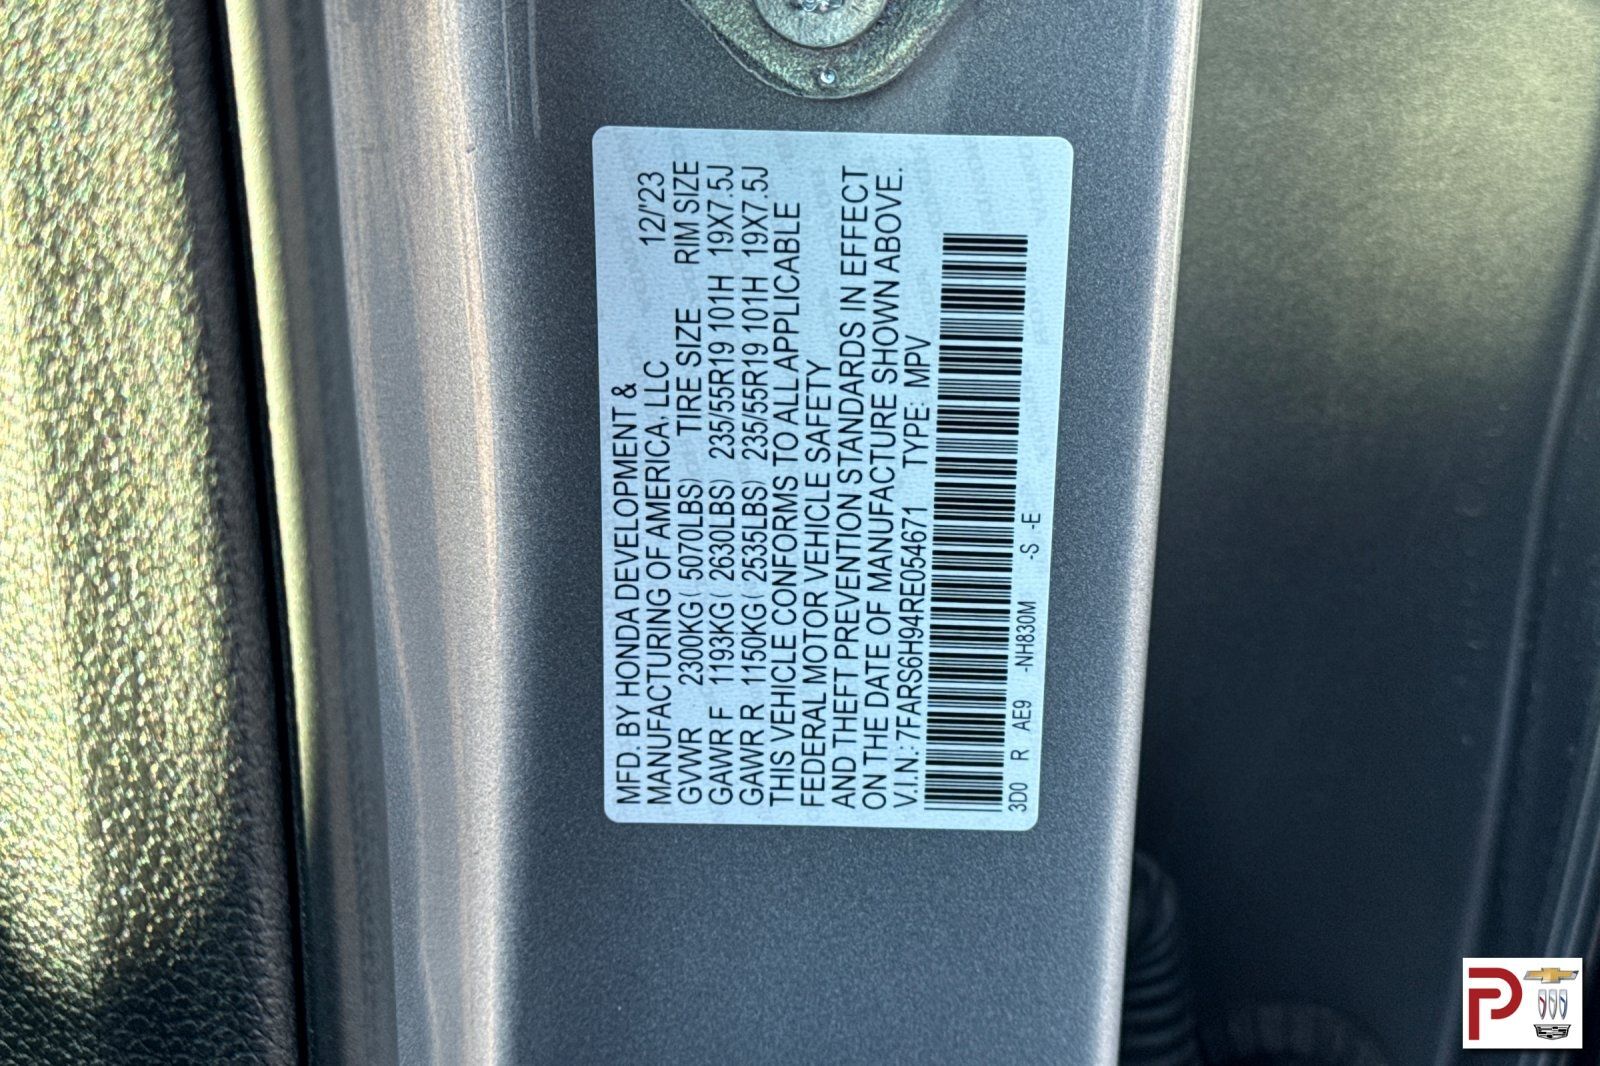 MFD. BY HONDA DEVELOPMENT &
MANUFACTURING OF AMERICA, LLC 12/'23
GVWR 2300KG ( 5070LBS) TIRE SIZE RIM SIZE
GAWR F 1193KG ( 2630LBS) 235/55R19 101H 19X7.5J
GAWR R 1150KG ( 2535LBS) 235/55R19 101H 19X7.5J
THIS VEHICLE CONFORMS TO ALL APPLICABLE
FEDERAL MOTOR VEHICLE SAFETY
AND THEFT PREVENTION STANDARDS IN EFFECT
ON THE DATE OF MANUFACTURE SHOWN ABOVE.
V.I.N.: 7FARS6H94RE054671 TYPE: MPV
3D0 R AE9 -NH830M -S -E
P